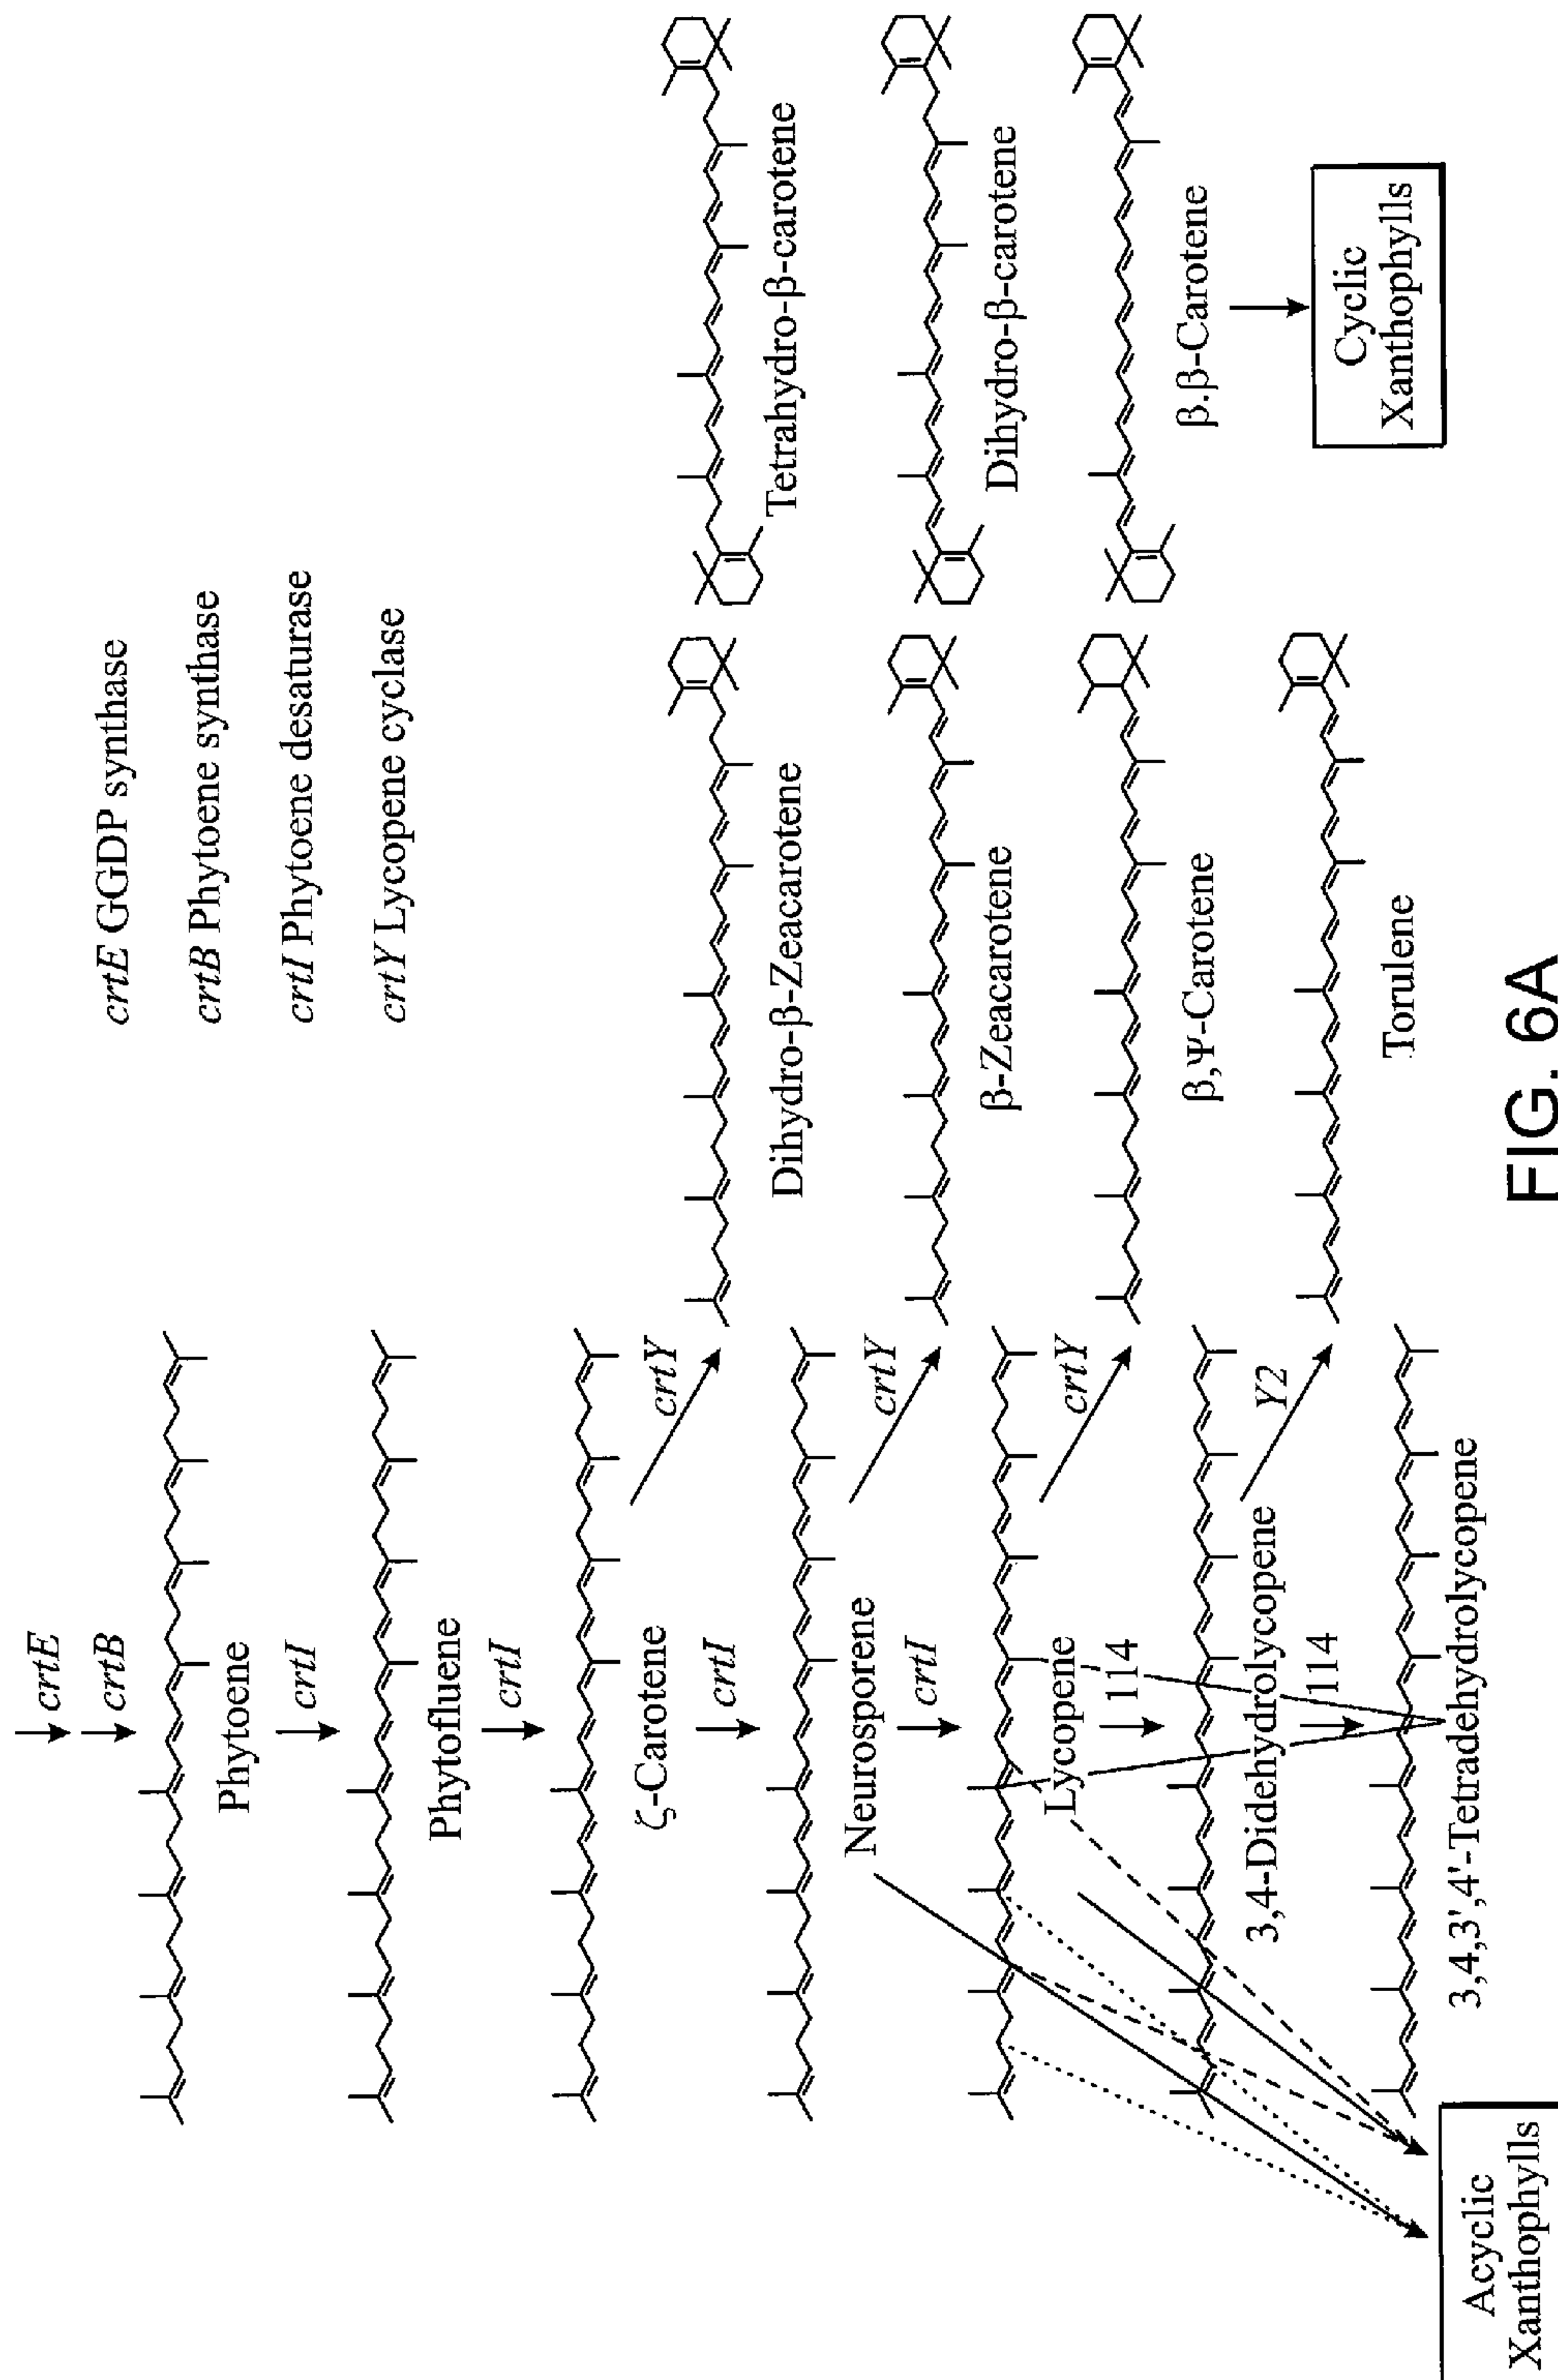 crtE
crtB
Phytoene
crtI
Phytofluene
crtI
ζ-Carotene
crtI
Neurosporene
crtI
Lycopene
114
3,4-Didehydrolycopene
114
3,4,3',4'-Tetradehydrolycopene
Acyclic
Xanthophylls
crtE GGDP synthase
crtB Phytoene synthase
crtI Phytoene desaturase
crtY Lycopene cyclase
crtY
Dihydro-β-Zeacarotene
crtY
β-Zeacarotene
crtY
β,Ψ-Carotene
Y2
Torulene
Tetrahydro-β-carotene
Dihydro-β-carotene
β.β-Carotene
Cyclic
Xanthophylls
FIG. 6A